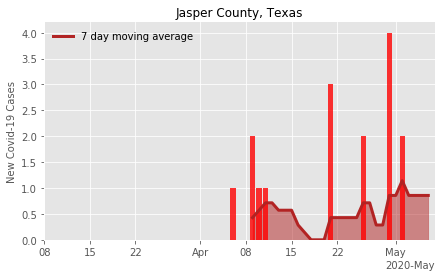 Jasper County, Texas
7 day moving average
New Covid-19 Cases
4.0
3.5
3.0
2.5
2.0
1.5
1.0
0.5
0.0
08 15 22 Apr 08 15 22 May
2020-May